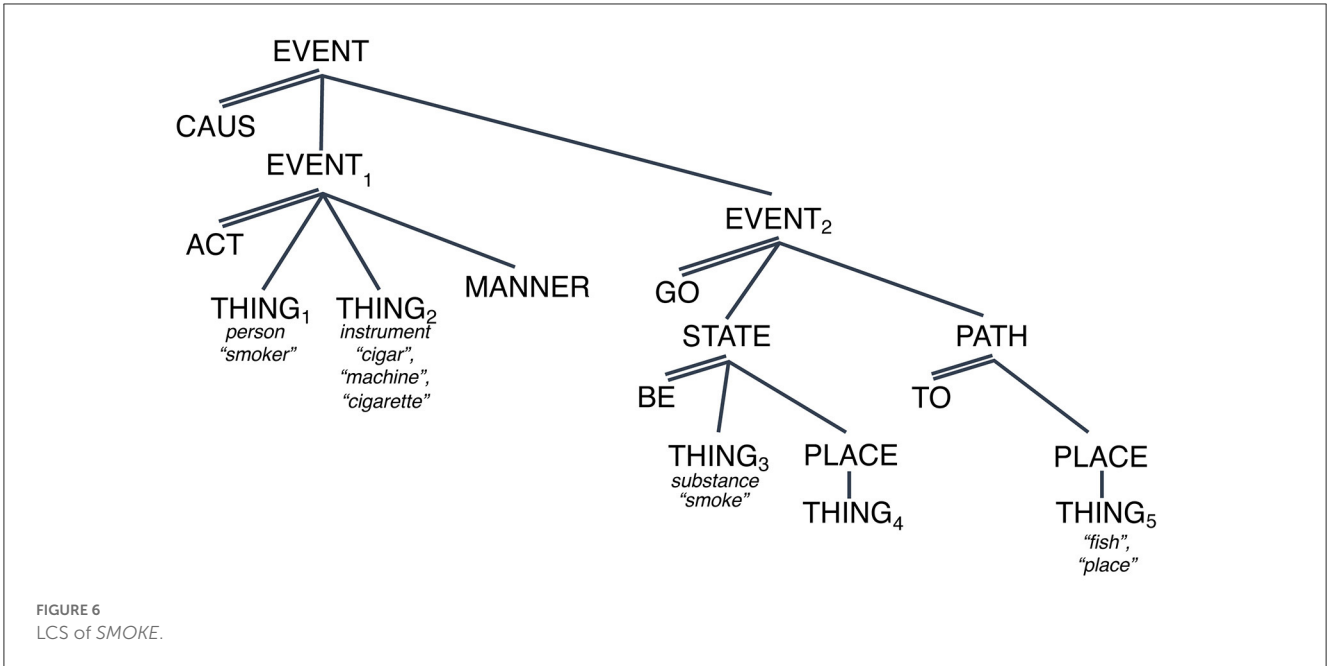 EVENT
CAUS
EVENT₁
ACT
THING₁
person
"smoker"
THING₂
instrument
“cigar”,
“machine”,
“cigarette”
MANNER
EVENT₂
GO
STATE
BE
THING₃
substance
“smoke”
PLACE
THING₄
PATH
TO
PLACE
THING₅
“fish”,
“place”
FIGURE 6
LCS of SMOKE.